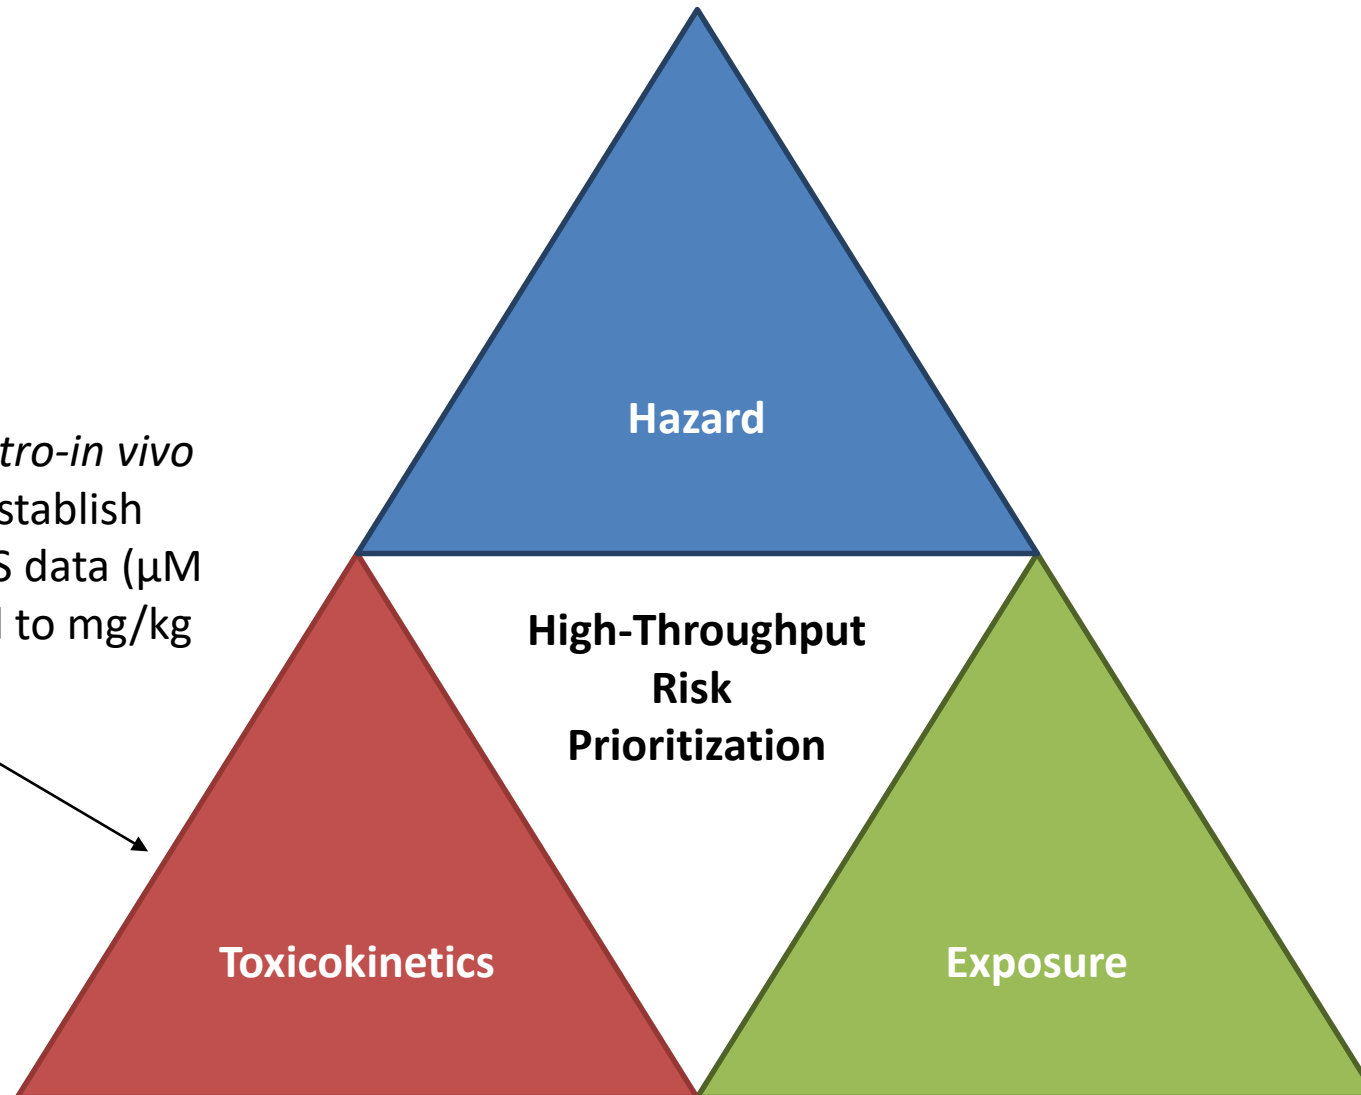 Hazard
tro-in vivo
stablish
S data (µM
to mg/kg
High-Throughput
Risk
Prioritization
Toxicokinetics
Exposure